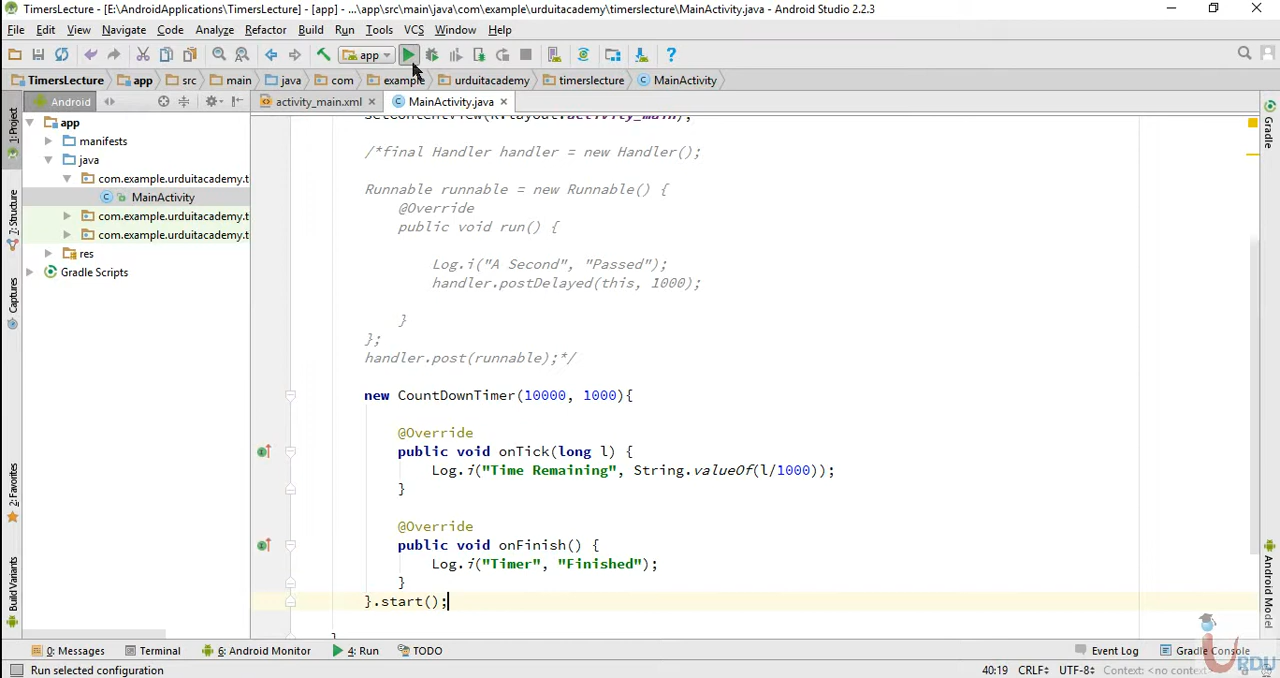 TimersLecture - [E:\AndroidApplications\TimersLecture] - [app] - ...\app\src\main\java\com\example\urduitacademy\timerslecture\MainActivity.java - Android Studio 2.2.3
File Edit View Navigate Code Analyze Refactor Build Run Tools VCS Window Help
app
TimersLecture app src main java com example urduitacademy timerslecture MainActivity
Android activity_main.xml MainActivity.java
1: Project
7: Structure
Captures
2: Favorites
Build Variants
app
manifests
java
com.example.urduitacademy.t
MainActivity
com.example.urduitacademy.t
com.example.urduitacademy.t
res
Gradle Scripts
setContentView(R.layout.activity_main);
/*final Handler handler = new Handler();
Runnable runnable = new Runnable() {
@Override
public void run() {
Log.i("A Second", "Passed");
handler.postDelayed(this, 1000);
}
};
handler.post(runnable);*/
new CountDownTimer(10000, 1000){
@Override
public void onTick(long l) {
Log.i("Time Remaining", String.valueOf(l/1000));
}
@Override
public void onFinish() {
Log.i("Timer", "Finished");
}
}.start();
}
Gradle
Android Model
0: Messages Terminal 6: Android Monitor 4: Run TODO Event Log Gradle Console
Run selected configuration 40:19 CRLF UTF-8 Context: <no context>
URDU